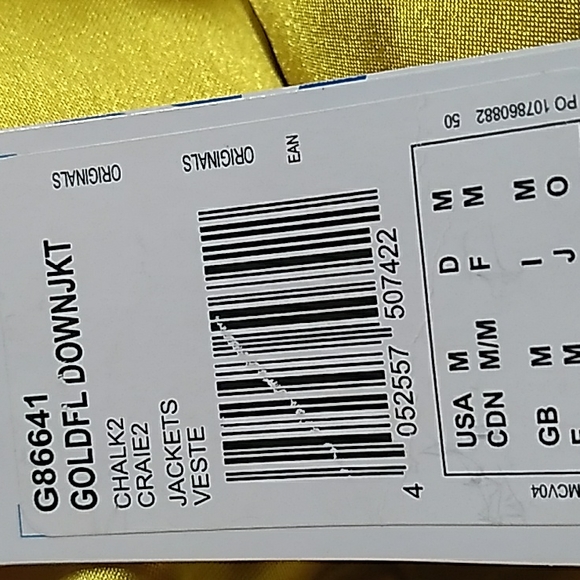 G86641
GOLDFL DOWNJKT
CHALK2
CRAIE2
JACKETS
VESTE
ORIGINALS
ORIGINALS
EAN
4 052557 507422
USA M D M
CDN M/M F M
GB M I M
M J O
PO 107860882
50
MCV04